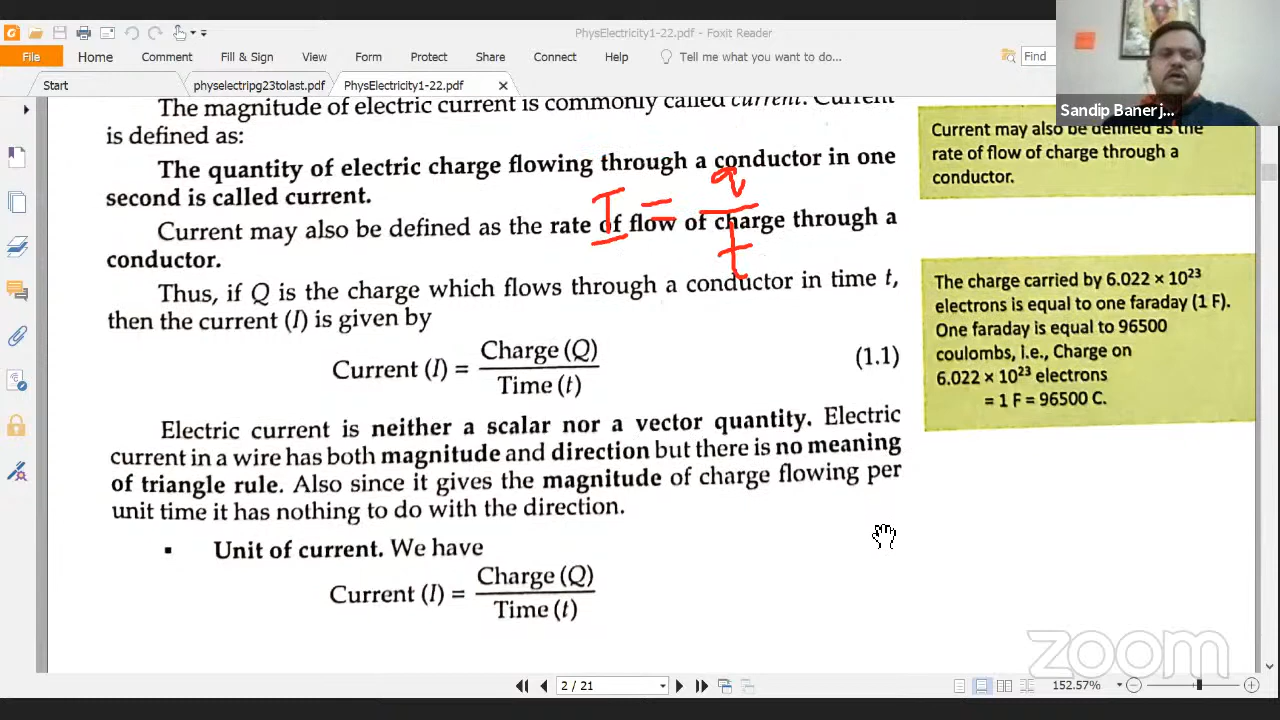 PhysElectricity1-22.pdf - Foxit Reader
File Home Comment Fill & Sign View Form Protect Share Connect Help Tell me what you want to do... Find
Start physelectripg23tolast.pdf PhysElectricity1-22.pdf
Sandip Banerj...
The magnitude of electric current is commonly called current. Current
is defined as:
The quantity of electric charge flowing through a conductor in one
second is called current.
Current may also be defined as the rate of flow of charge through a
conductor.
I = q
t
Thus, if Q is the charge which flows through a conductor in time t,
then the current (I) is given by
Current (I) = Charge (Q)
Time (t)
(1.1)
Electric current is neither a scalar nor a vector quantity. Electric
current in a wire has both magnitude and direction but there is no meaning
of triangle rule. Also since it gives the magnitude of charge flowing per
unit time it has nothing to do with the direction.
▪ Unit of current. We have
Current (I) = Charge (Q)
Time (t)
Current may also be defined as the
rate of flow of charge through a
conductor.
The charge carried by 6.022 × 10²³
electrons is equal to one faraday (1 F).
One faraday is equal to 96500
coulombs, i.e., Charge on
6.022 × 10²³ electrons
= 1 F = 96500 C.
zoom
2 / 21
152.57%